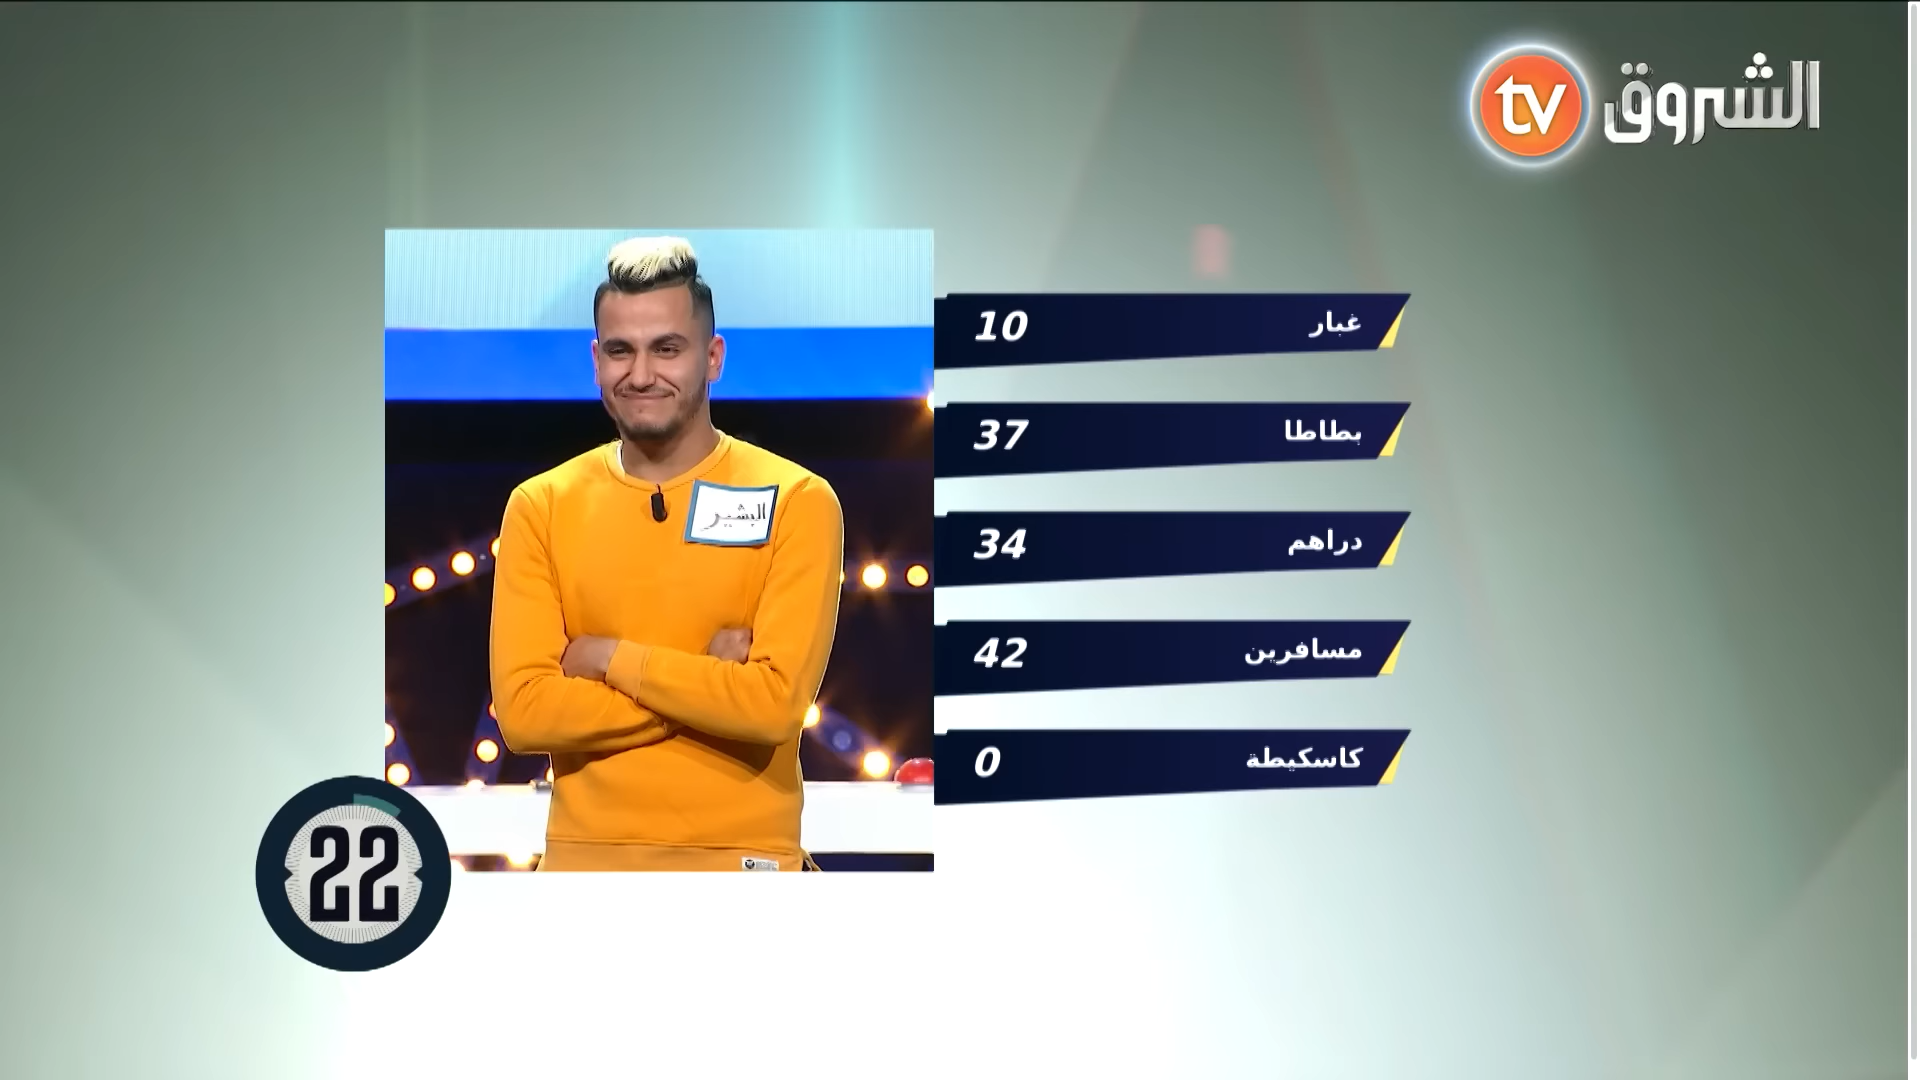 tv الشروق
غبار 10
بطاطا 37
دراهم 34
مسافرين 42
كاسكيطة 0
البشير
22